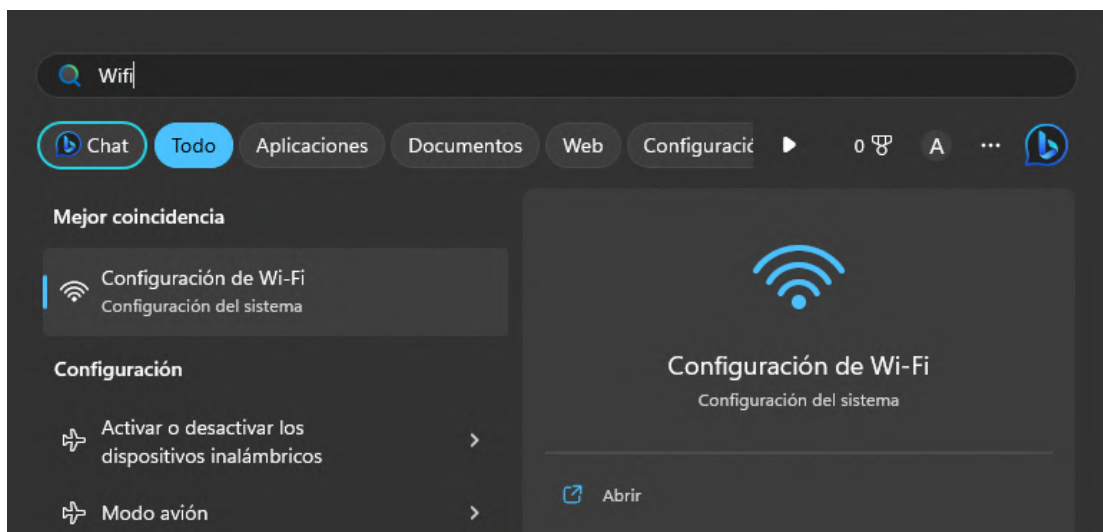 Wifi
Chat Todo Aplicaciones Documentos Web Configuració 0 A ...
Mejor coincidencia
Configuración de Wi-Fi
Configuración del sistema
Configuración
Activar o desactivar los
dispositivos inalámbricos
Modo avión
Configuración de Wi-Fi
Configuración del sistema
Abrir